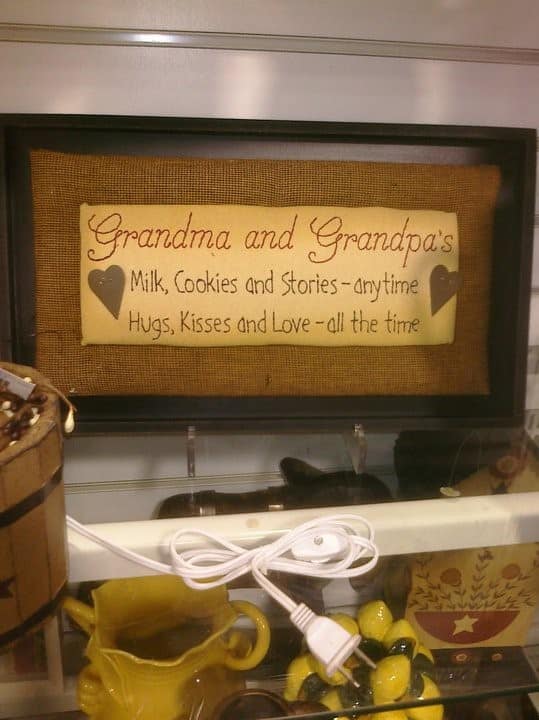 Grandma and Grandpa's
Milk, Cookies and Stories - anytime
Hugs, Kisses and Love - all the time